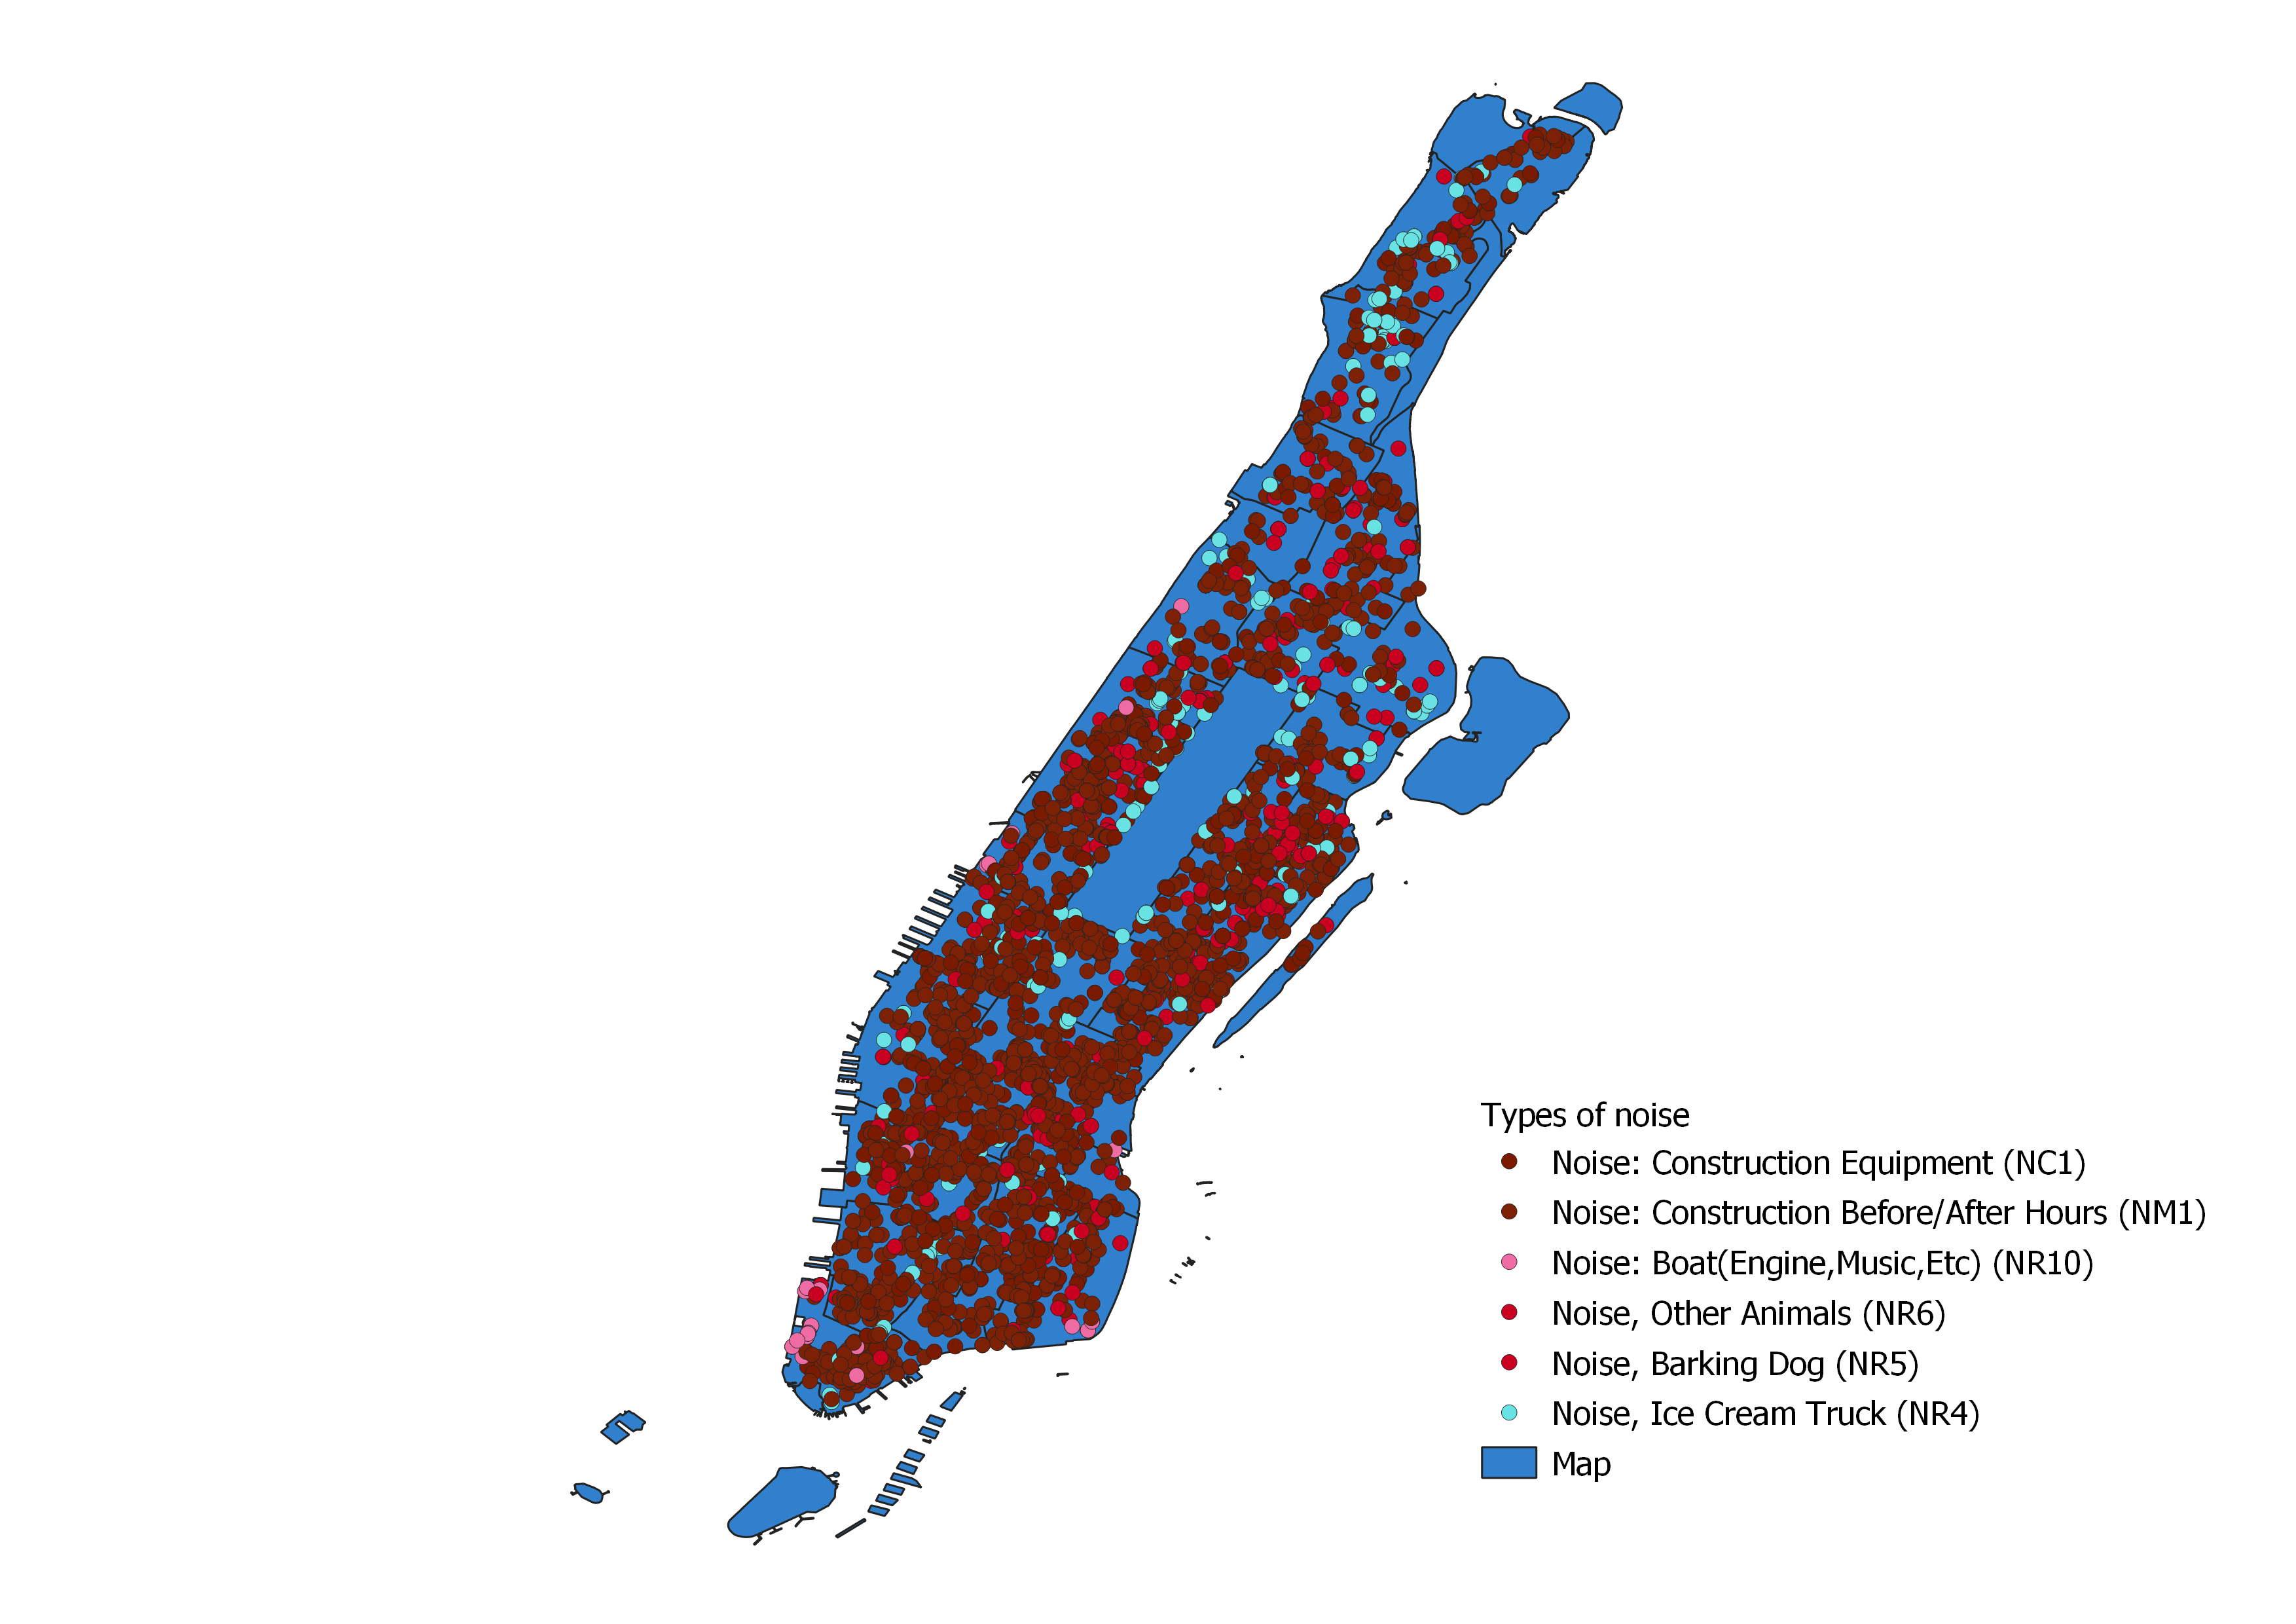 Types of noise
Noise: Construction Equipment (NC1)
Noise: Construction Before/After Hours (NM1)
Noise: Boat(Engine,Music,Etc) (NR10)
Noise, Other Animals (NR6)
Noise, Barking Dog (NR5)
Noise, Ice Cream Truck (NR4)
Map